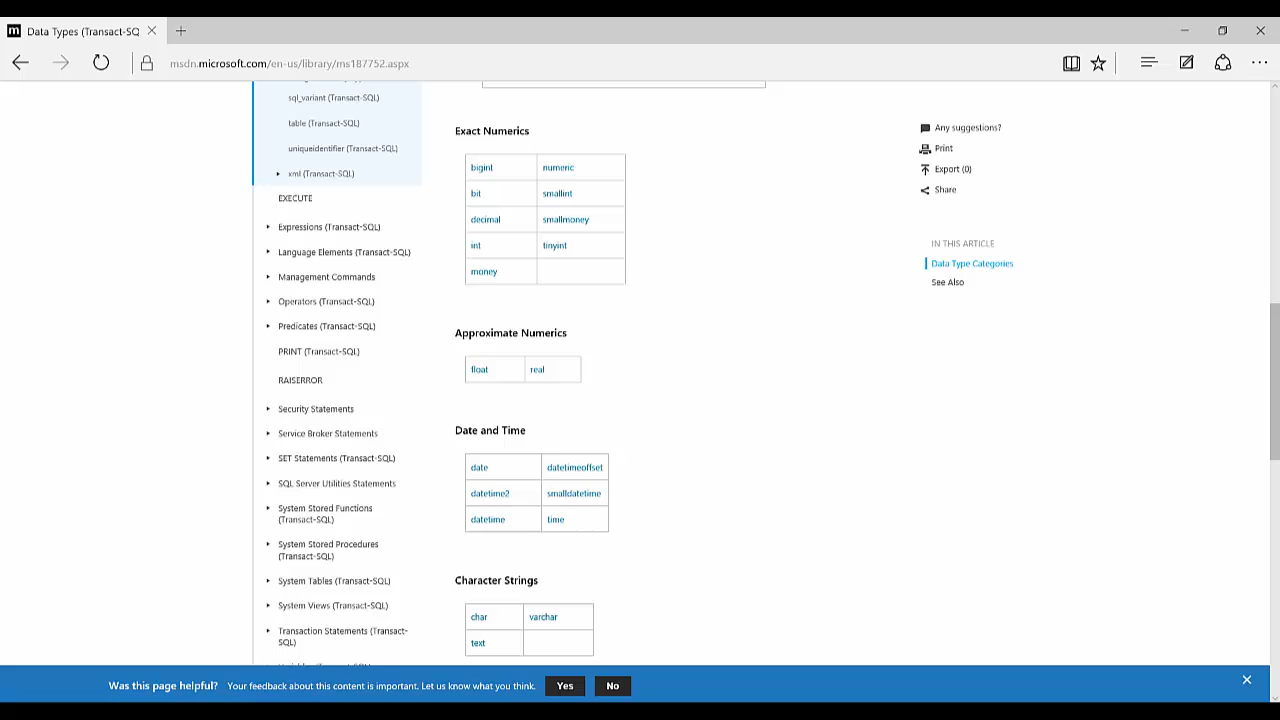 m Data Types (Transact-SQ
msdn.microsoft.com/en-us/library/ms187752.aspx
sql_variant (Transact-SQL)
table (Transact-SQL)
uniqueidentifier (Transact-SQL)
xml (Transact-SQL)
EXECUTE
Expressions (Transact-SQL)
Language Elements (Transact-SQL)
Management Commands
Operators (Transact-SQL)
Predicates (Transact-SQL)
PRINT (Transact-SQL)
RAISERROR
Security Statements
Service Broker Statements
SET Statements (Transact-SQL)
SQL Server Utilities Statements
System Stored Functions
(Transact-SQL)
System Stored Procedures
(Transact-SQL)
System Tables (Transact-SQL)
System Views (Transact-SQL)
Transaction Statements (Transact-
SQL)
Exact Numerics
bigint numeric
bit smallint
decimal smallmoney
int tinyint
money
Approximate Numerics
float real
Date and Time
date datetimeoffset
datetime2 smalldatetime
datetime time
Character Strings
char varchar
text
Any suggestions?
Print
Export (0)
Share
IN THIS ARTICLE
Data Type Categories
See Also
Was this page helpful? Your feedback about this content is important. Let us know what you think. Yes No